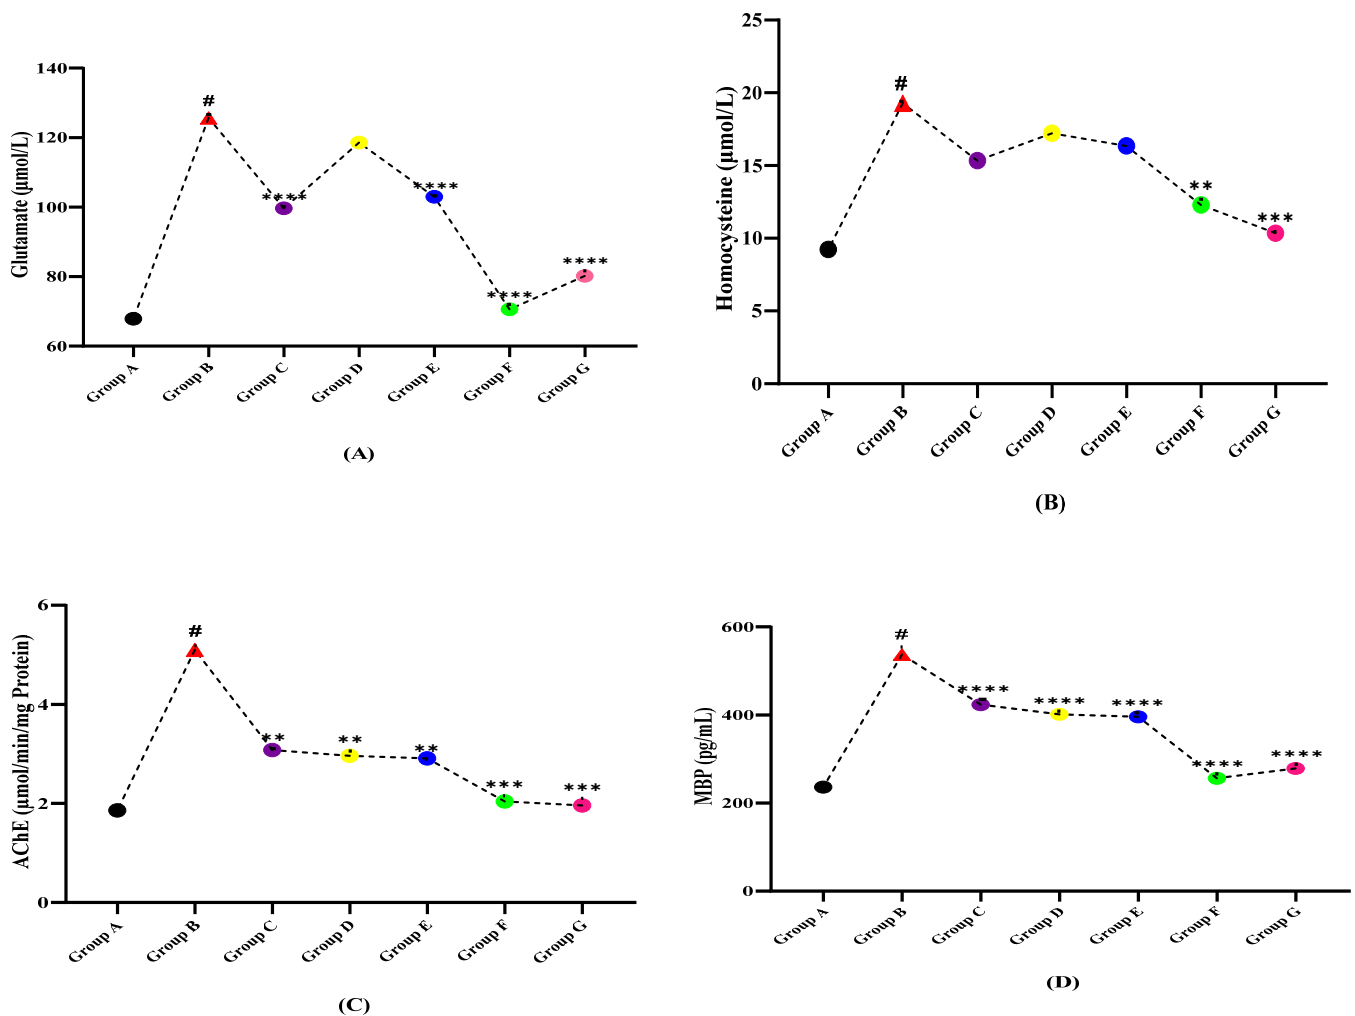 #
140
120
100
80
60
Glutamate (μmol/L)
****
****
****
****
Group A
Group B
Group C
Group D
Group E
Group F
Group G
(A)
25
20
15
10
5
0
Homocysteine (μmol/L)
#
**
***
Group A
Group B
Group C
Group D
Group E
Group F
Group G
(B)
6
4
2
0
AChE (μmol/min/mg Protein)
#
**
**
**
***
***
Group A
Group B
Group C
Group D
Group E
Group F
Group G
(C)
600
400
200
0
MBP (pg/mL)
#
****
****
****
****
****
Group A
Group B
Group C
Group D
Group E
Group F
Group G
(D)